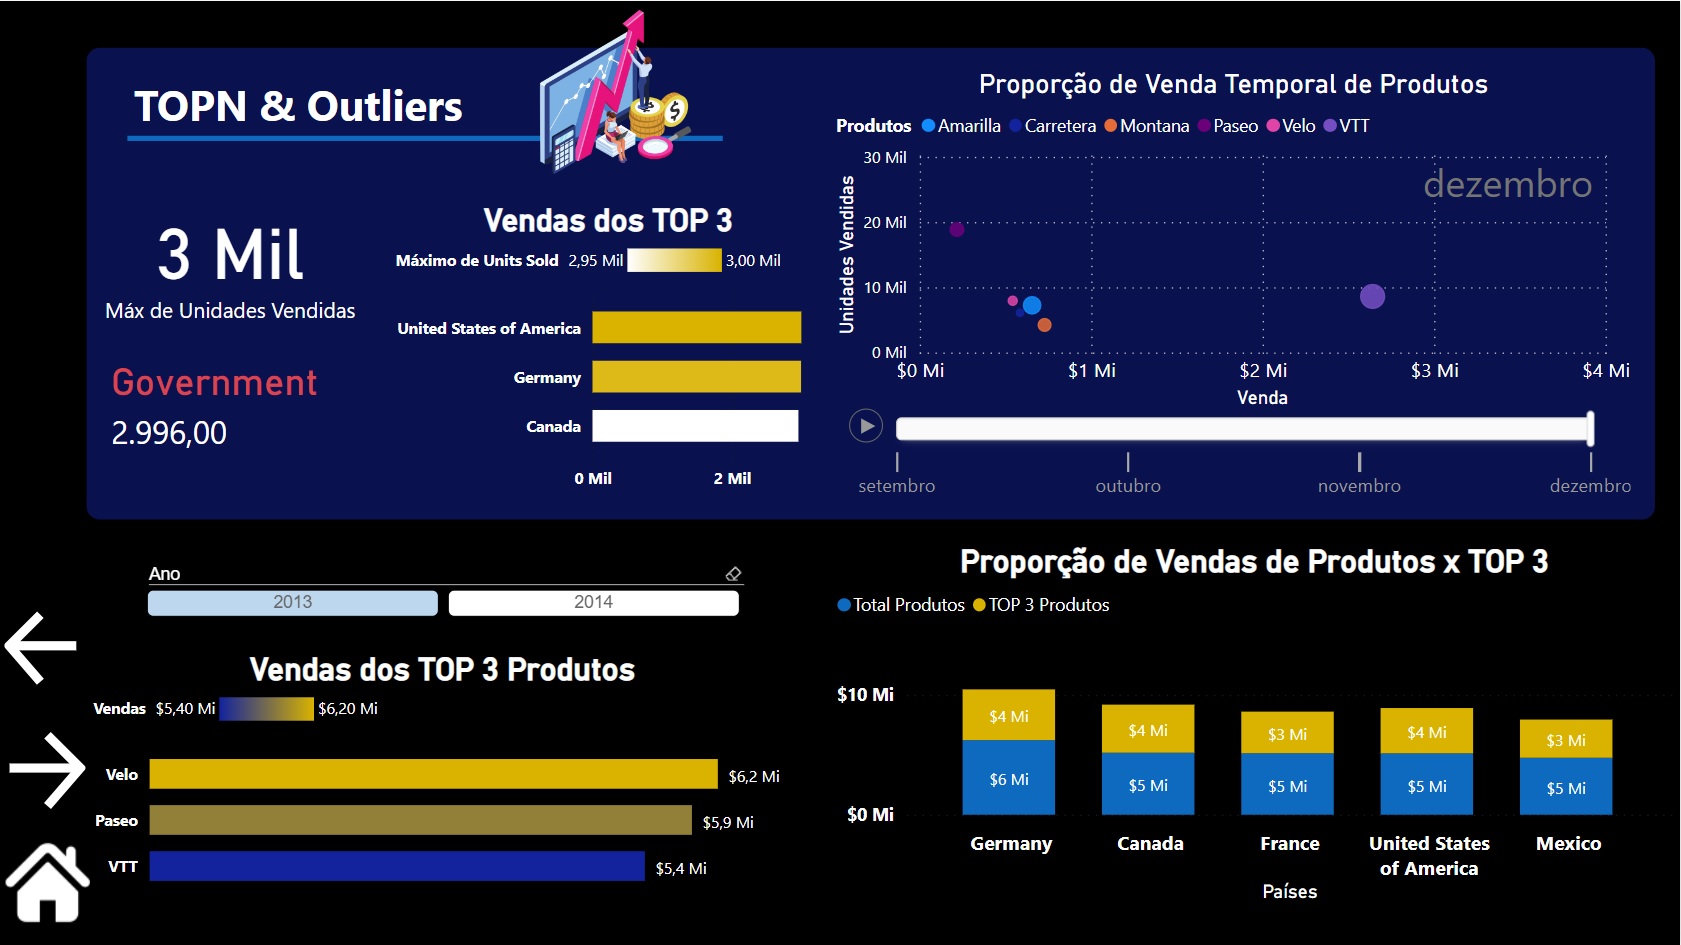 TOPN & Outliers
3 Mil
Máx de Unidades Vendidas
Government
2.996,00
Vendas dos TOP 3
Máximo de Units Sold 2,95 Mil 3,00 Mil
United States of America
Germany
Canada
0 Mil 2 Mil
Proporção de Venda Temporal de Produtos
Produtos Amarilla Carretera Montana Paseo Velo VTT
Unidades Vendidas
30 Mil
20 Mil
10 Mil
0 Mil
dezembro
$0 Mi $1 Mi $2 Mi $3 Mi $4 Mi
Venda
setembro outubro novembro dezembro
Ano
2013 2014
Vendas dos TOP 3 Produtos
Vendas $5,40 Mi $6,20 Mi
Velo $6,2 Mi
Paseo $5,9 Mi
VTT $5,4 Mi
Proporção de Vendas de Produtos x TOP 3
Total Produtos TOP 3 Produtos
$10 Mi
$0 Mi
$4 Mi $4 Mi $3 Mi $4 Mi $3 Mi
$6 Mi $5 Mi $5 Mi $5 Mi $5 Mi
Germany Canada France United States Mexico
of America
Países